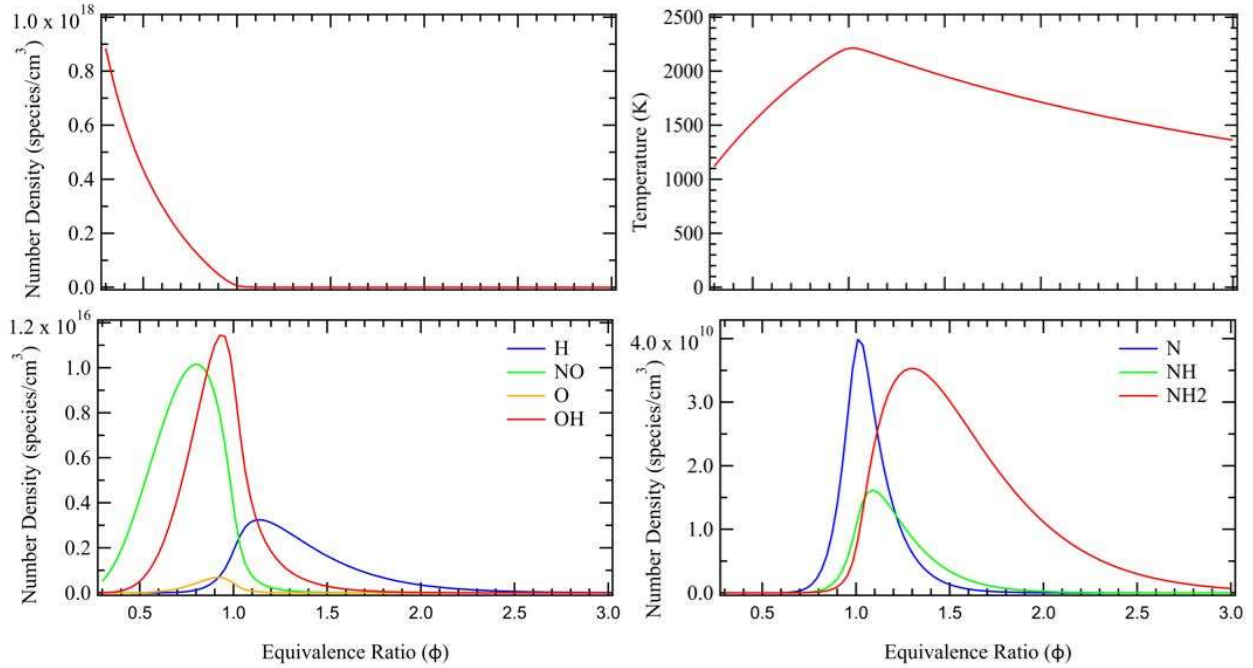 1.0 x 10^18
0.8
0.6
0.4
0.2
0.0
Number Density (species/cm^3)
2500
2000
1500
1000
500
0
Temperature (K)
1.2 x 10^16
1.0
0.8
0.6
0.4
0.2
0.0
Number Density (species/cm^3)
H
NO
O
OH
0.5
1.0
1.5
2.0
2.5
3.0
Equivalence Ratio (ϕ)
4.0 x 10^10
3.0
2.0
1.0
0.0
Number Density (species/cm^3)
N
NH
NH2
0.5
1.0
1.5
2.0
2.5
3.0
Equivalence Ratio (ϕ)